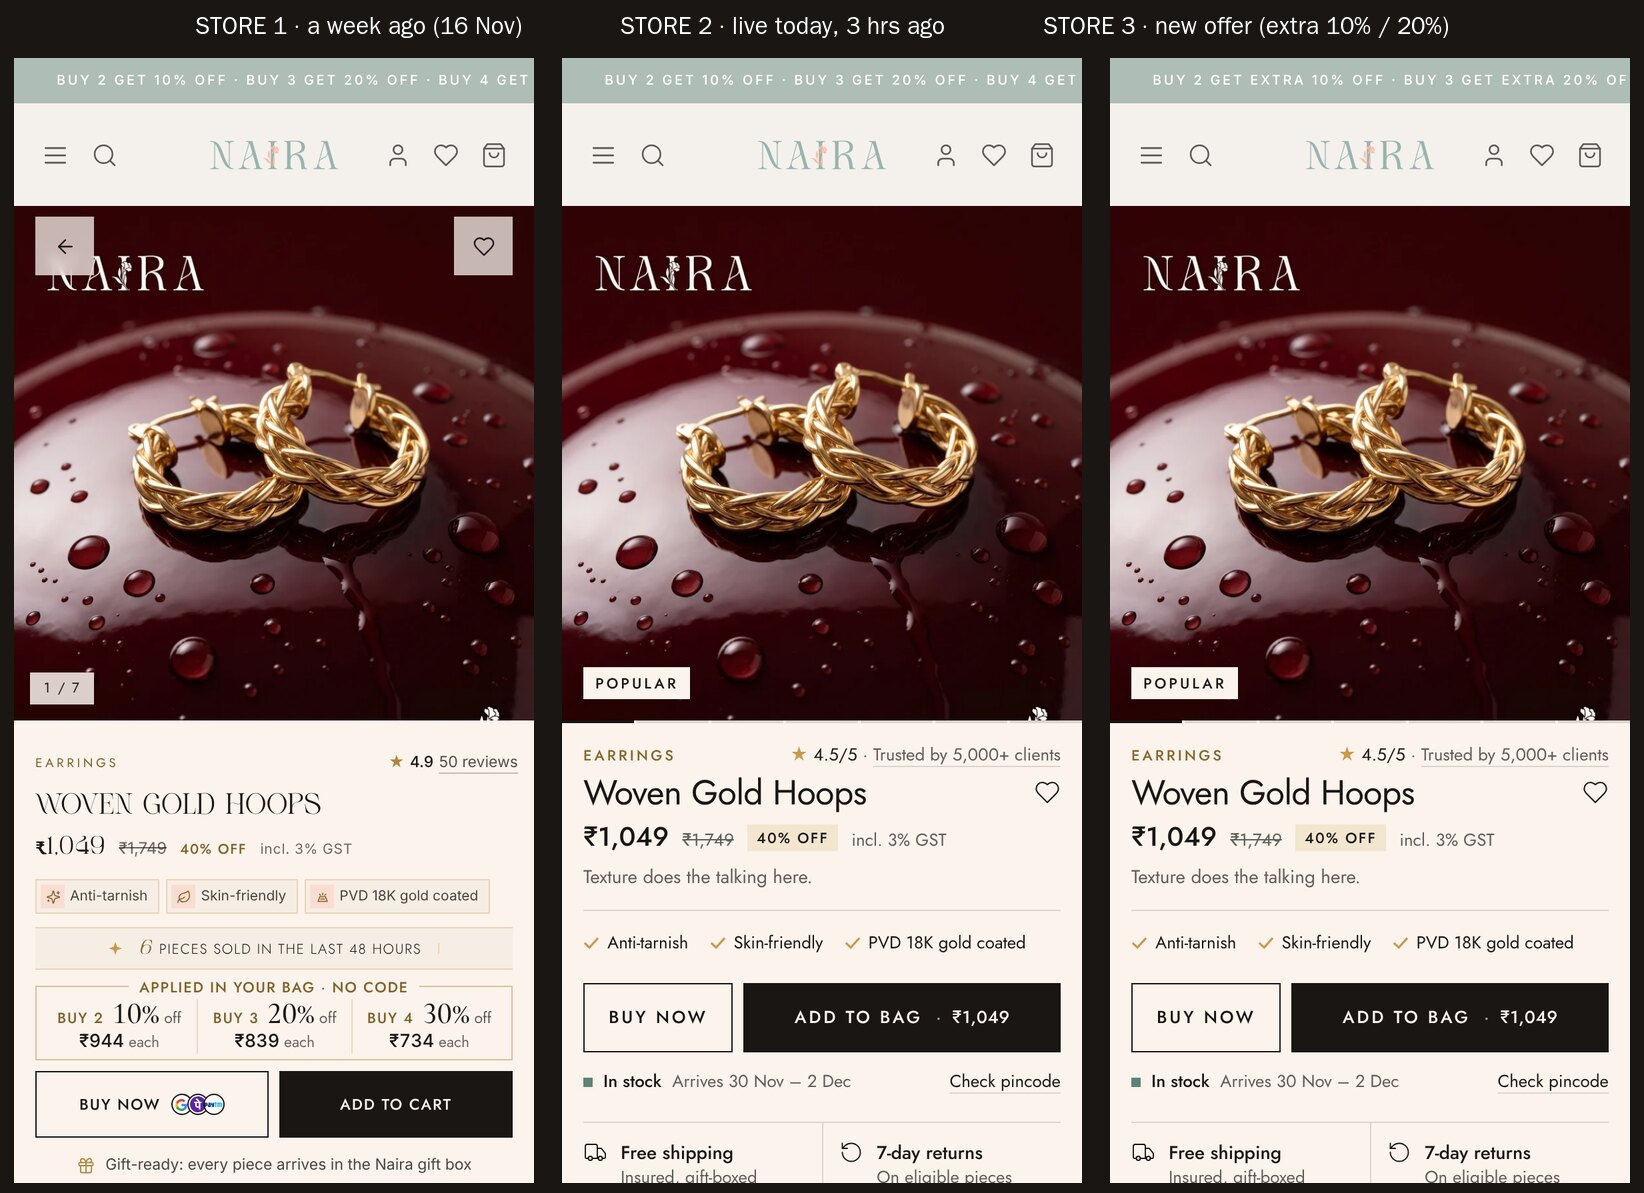 STORE 1 · a week ago (16 Nov)
STORE 2 · live today, 3 hrs ago
STORE 3 · new offer (extra 10% / 20%)
BUY 2 GET 10% OFF · BUY 3 GET 20% OFF · BUY 4 GET
NAIRA
NAIRA
1 / 7
EARRINGS
★ 4.9 50 reviews
WOVEN GOLD HOOPS
₹1,049 ₹1,749 40% OFF incl. 3% GST
Anti-tarnish Skin-friendly PVD 18K gold coated
6 PIECES SOLD IN THE LAST 48 HOURS
APPLIED IN YOUR BAG · NO CODE
BUY 2 10% off BUY 3 20% off BUY 4 30% off
₹944 each ₹839 each ₹734 each
BUY NOW G Paytm ADD TO CART
Gift-ready: every piece arrives in the Naira gift box
BUY 2 GET 10% OFF · BUY 3 GET 20% OFF · BUY 4 GET
NAIRA
NAIRA
POPULAR
EARRINGS ★ 4.5/5 · Trusted by 5,000+ clients
Woven Gold Hoops
₹1,049 ₹1,749 40% OFF incl. 3% GST
Texture does the talking here.
Anti-tarnish Skin-friendly PVD 18K gold coated
BUY NOW ADD TO BAG · ₹1,049
In stock Arrives 30 Nov – 2 Dec Check pincode
Free shipping 7-day returns
Insured, gift-boxed On eligible pieces
BUY 2 GET EXTRA 10% OFF · BUY 3 GET EXTRA 20% OF
NAIRA
NAIRA
POPULAR
EARRINGS ★ 4.5/5 · Trusted by 5,000+ clients
Woven Gold Hoops
₹1,049 ₹1,749 40% OFF incl. 3% GST
Texture does the talking here.
Anti-tarnish Skin-friendly PVD 18K gold coated
BUY NOW ADD TO BAG · ₹1,049
In stock Arrives 30 Nov – 2 Dec Check pincode
Free shipping 7-day returns
Insured, gift-boxed On eligible pieces